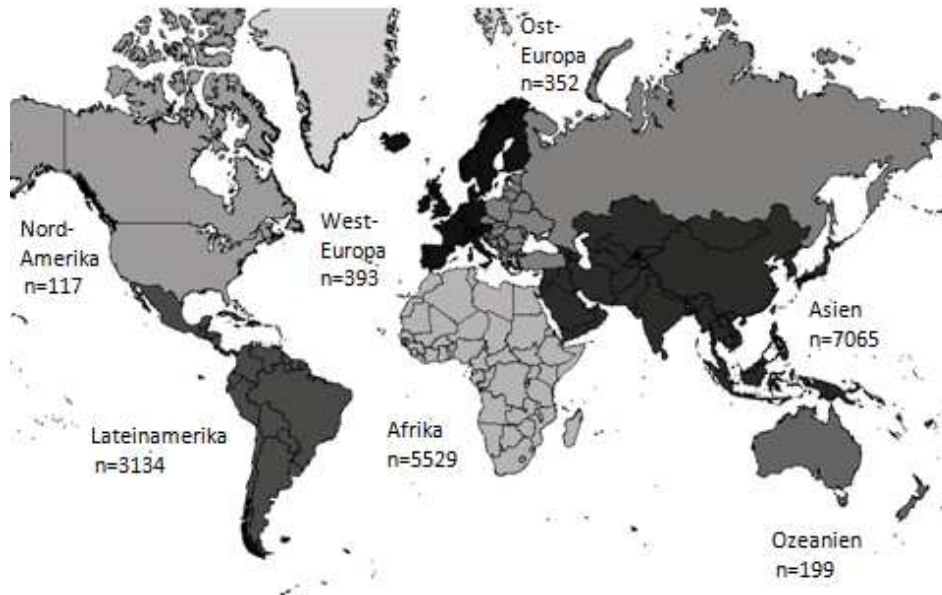 Ost-
Europa
n=352
Nord-
Amerika
n=117
West-
Europa
n=393
Asien
n=7065
Lateinamerika
n=3134
Afrika
n=5529
Ozeanien
n=199